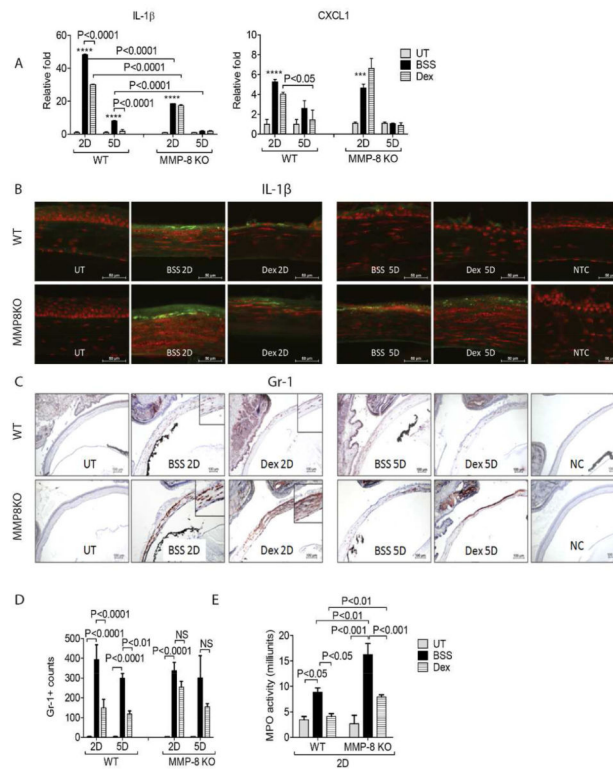 IL-1β
CXCL1
A
Relative fold
60
40
20
0
P<0.0001
P<0.0001
P<0.0001
P<0.0001
P<0.0001
****
****
****
2D
5D
2D
5D
WT
MMP-8 KO
Relative fold
8
6
4
2
0
****
P<0.05
***
2D
5D
2D
5D
WT
MMP-8 KO
UT
BSS
Dex
B
IL-1β
WT
UT
BSS 2D
Dex 2D
BSS 5D
Dex 5D
NTC
MMP8KO
UT
BSS 2D
Dex 2D
BSS 5D
Dex 5D
NTC
C
Gr-1
WT
UT
BSS 2D
Dex 2D
BSS 5D
Dex 5D
NC
MMP8KO
UT
BSS 2D
Dex 2D
BSS 5D
Dex 5D
NC
D
Gr-1+ counts
400
300
200
100
0
P<0.0001
P<0.0001
P<0.01
P<0.0001
NS
P<0.0001
NS
2D
5D
2D
5D
WT
MMP-8 KO
E
MPO activity (milliunits)
20
15
10
5
0
P<0.01
P<0.01
P<0.001
P<0.001
P<0.05
P<0.05
WT
MMP-8 KO
2D
UT
BSS
Dex